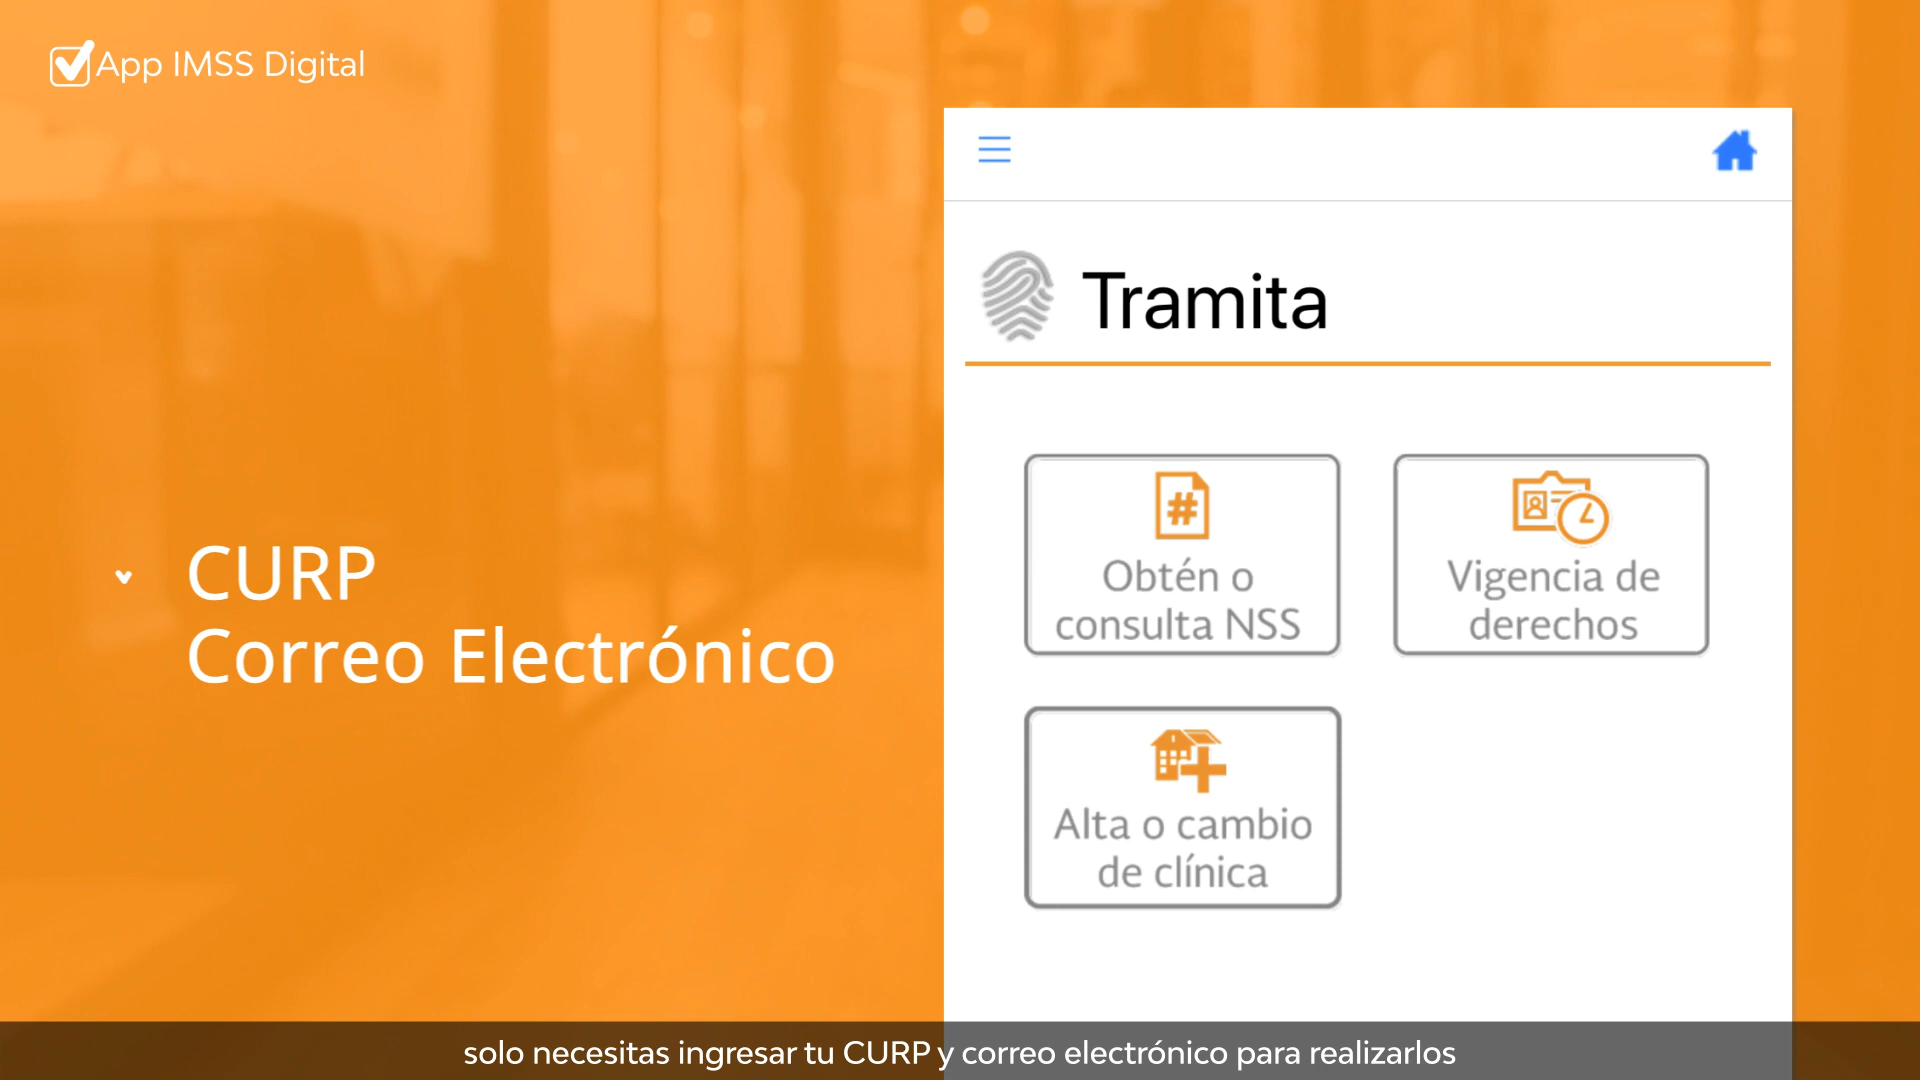 App IMSS Digital
CURP
Correo Electrónico
Tramita
#
Obtén o
consulta NSS
Vigencia de
derechos
Alta o cambio
de clínica
solo necesitas ingresar tu CURP y correo electrónico para realizarlos